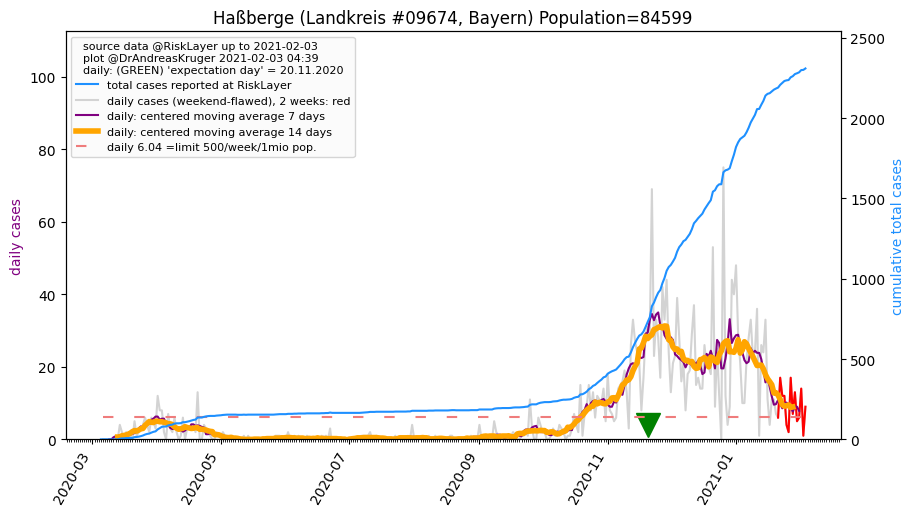 Haßberge (Landkreis #09674, Bayern) Population=84599
source data @RiskLayer up to 2021-02-03
plot @DrAndreasKruger 2021-02-03 04:39
daily: (GREEN) 'expectation day' = 20.11.2020
total cases reported at RiskLayer
daily cases (weekend-flawed), 2 weeks: red
daily: centered moving average 7 days
daily: centered moving average 14 days
daily 6.04 =limit 500/week/1mio pop.
daily cases
100
80
60
40
20
0
cumulative total cases
2500
2000
1500
1000
500
0
2020-03
2020-05
2020-07
2020-09
2020-11
2021-01